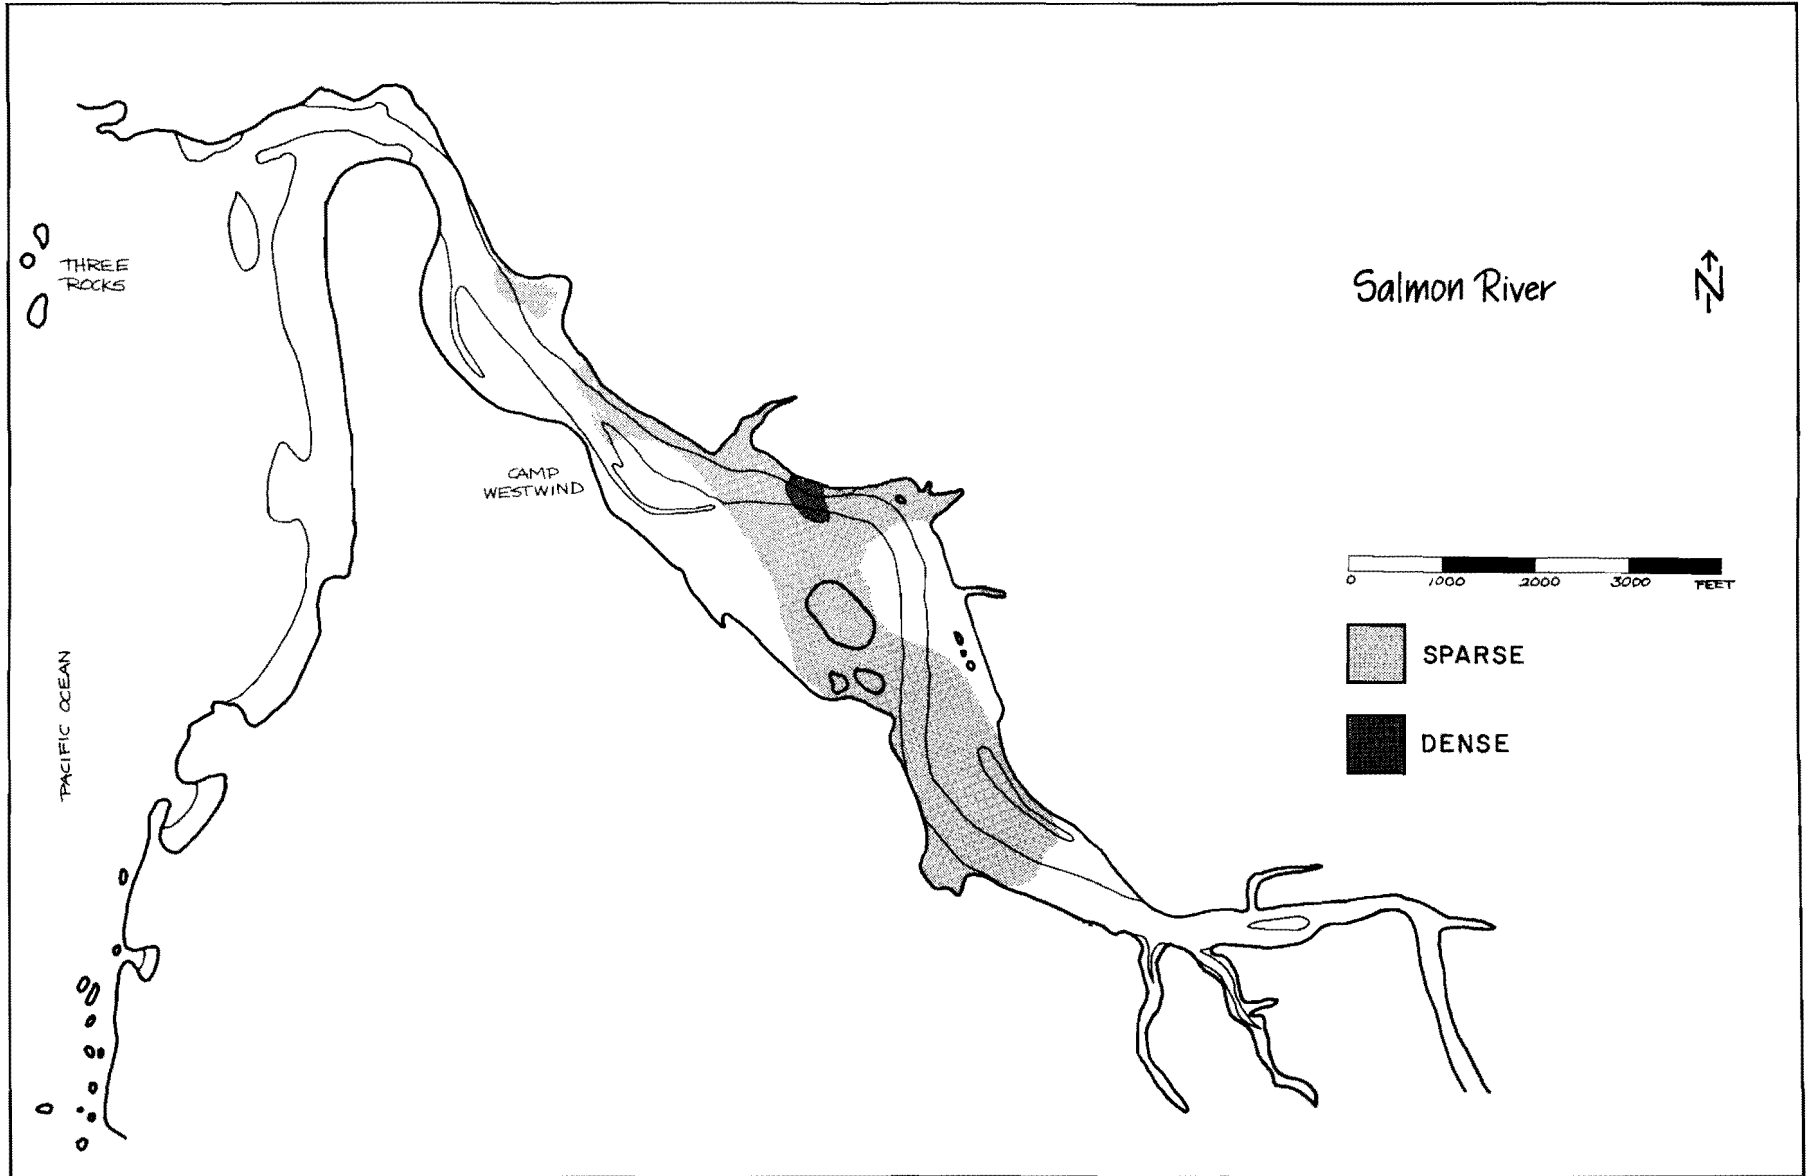 THREE
ROCKS
Salmon River
N
CAMP
WESTWIND
0 1000 2000 3000 FEET
SPARSE
PACIFIC OCEAN
DENSE